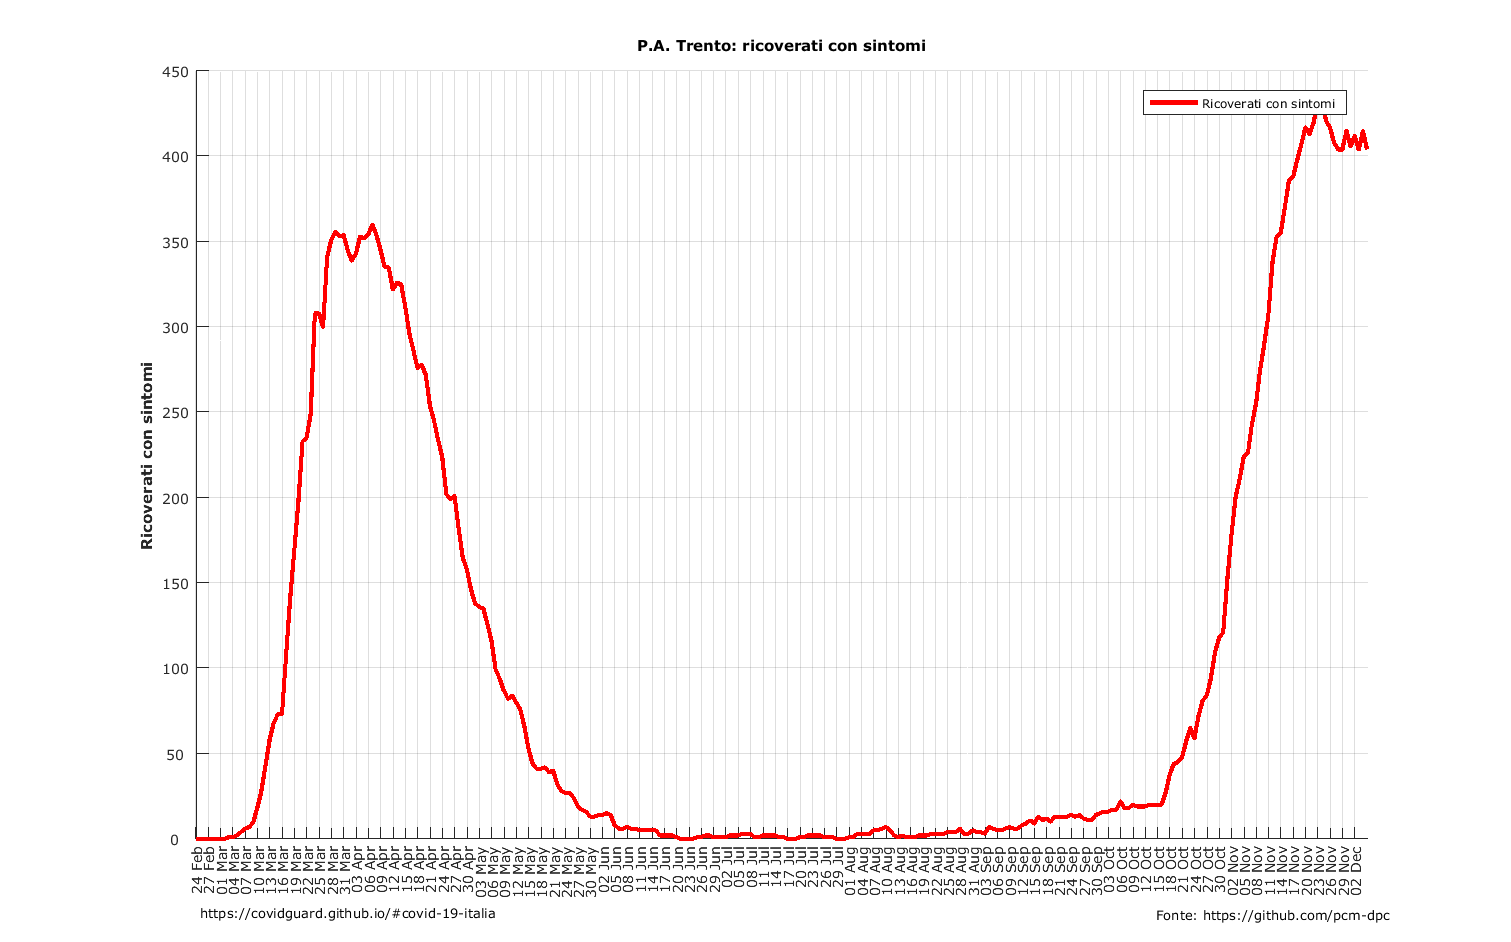 P.A. Trento: ricoverati con sintomi
Ricoverati con sintomi
Ricoverati con sintomi
450
400
350
300
250
200
150
100
50
0
24 Feb
27 Feb
01 Mar
04 Mar
07 Mar
10 Mar
13 Mar
16 Mar
19 Mar
22 Mar
25 Mar
28 Mar
31 Mar
03 Apr
06 Apr
09 Apr
12 Apr
15 Apr
18 Apr
21 Apr
24 Apr
27 Apr
30 Apr
03 May
06 May
09 May
12 May
15 May
18 May
21 May
24 May
27 May
30 May
02 Jun
05 Jun
08 Jun
11 Jun
14 Jun
17 Jun
20 Jun
23 Jun
26 Jun
29 Jun
02 Jul
05 Jul
08 Jul
11 Jul
14 Jul
17 Jul
20 Jul
23 Jul
26 Jul
29 Jul
01 Aug
04 Aug
07 Aug
10 Aug
13 Aug
16 Aug
19 Aug
22 Aug
25 Aug
28 Aug
31 Aug
03 Sep
06 Sep
09 Sep
12 Sep
15 Sep
18 Sep
21 Sep
24 Sep
27 Sep
30 Sep
03 Oct
06 Oct
09 Oct
12 Oct
15 Oct
18 Oct
21 Oct
24 Oct
27 Oct
30 Oct
02 Nov
05 Nov
08 Nov
11 Nov
14 Nov
17 Nov
20 Nov
23 Nov
26 Nov
29 Nov
02 Dec
https://covidguard.github.io/#covid-19-italia
Fonte: https://github.com/pcm-dpc